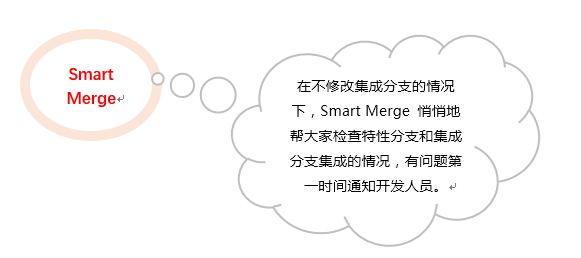 Smart
Merge
在不修改集成分支的情况
下，Smart Merge 悄悄地
帮大家检查特性分支和集成
分支集成的情况，有问题第
一时间通知开发人员。